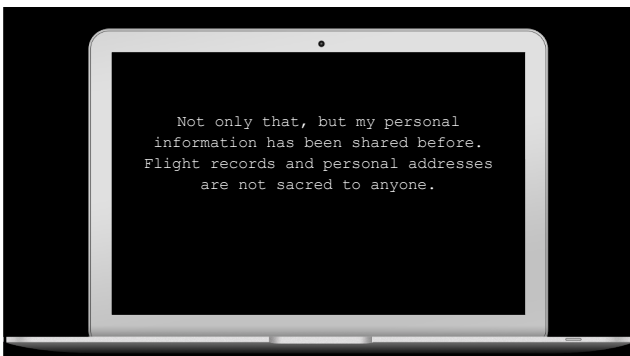 Not only that, but my personal
information has been shared before.
Flight records and personal addresses
are not sacred to anyone.